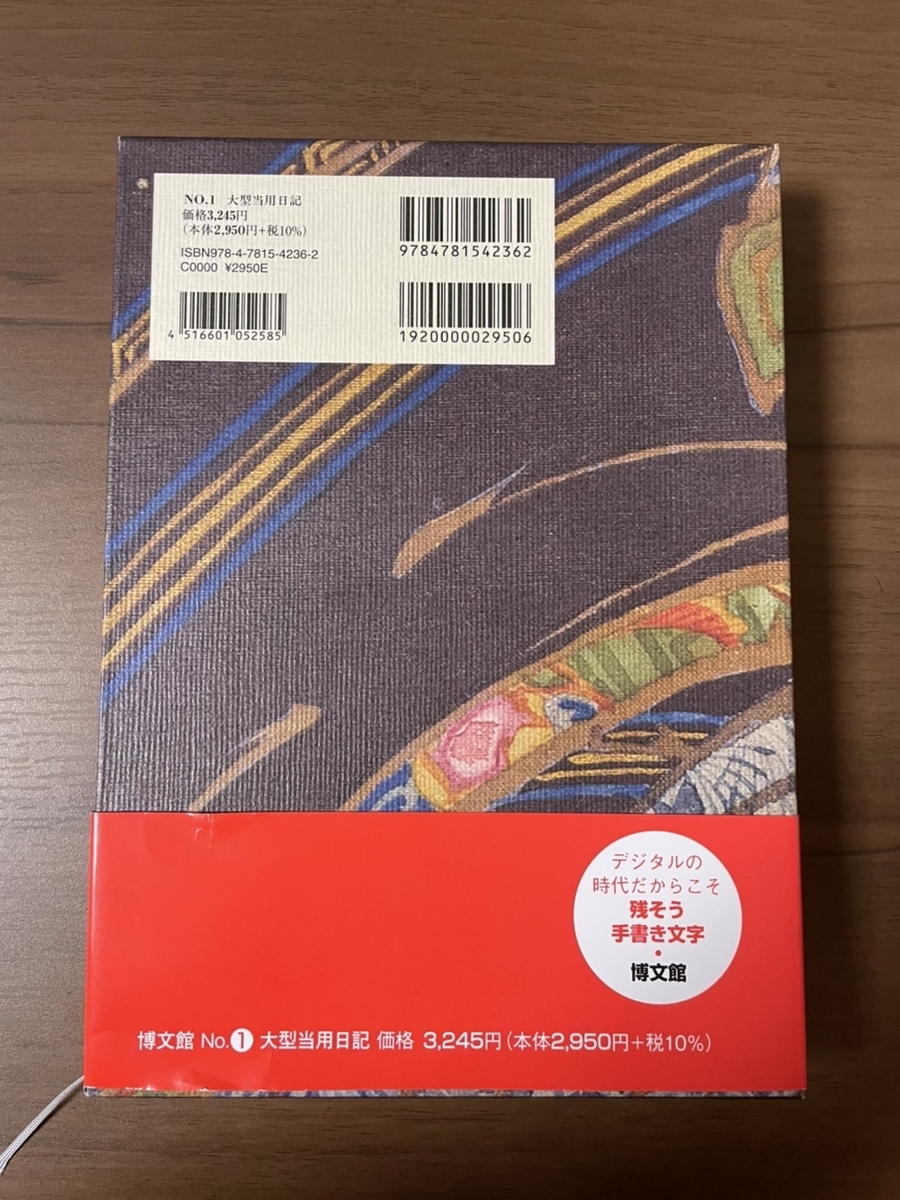 NO.1 大型当用日記
価格3,245円
(本体2,950円+税10%)
ISBN978-4-7815-4236-2
C0000 ¥2950E
9784781542362
4 516601 052585
1920000029506
デジタルの
時代だからこそ
残そう
手書き文字
・
博文館
博文館 No.❶ 大型当用日記 価格 3,245円(本体2,950円+税10%)